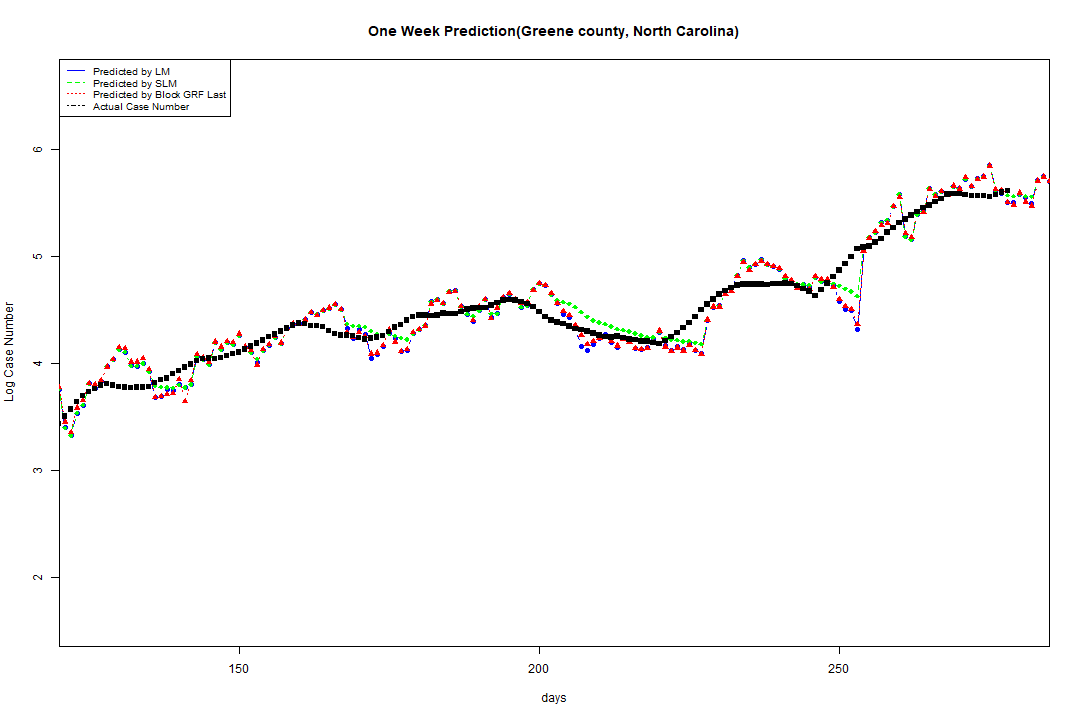 One Week Prediction(Greene county, North Carolina)
Predicted by LM
Predicted by SLM
Predicted by Block GRF Last
Actual Case Number
6
5
4
3
2
Log Case Number
150
200
250
days